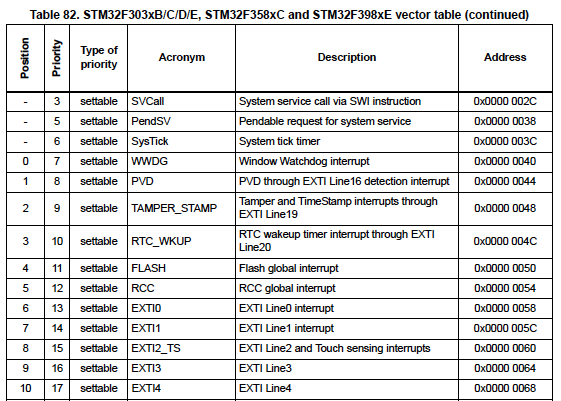 Table 82. STM32F303xB/C/D/E, STM32F358xC and STM32F398xE vector table (continued)
Position Priority Type of priority Acronym Description Address
- 3 settable SVCall System service call via SWI instruction 0x0000 002C
- 5 settable PendSV Pendable request for system service 0x0000 0038
- 6 settable SysTick System tick timer 0x0000 003C
0 7 settable WWDG Window Watchdog interrupt 0x0000 0040
1 8 settable PVD PVD through EXTI Line16 detection interrupt 0x0000 0044
2 9 settable TAMPER_STAMP Tamper and TimeStamp interrupts through
EXTI Line19 0x0000 0048
3 10 settable RTC_WKUP RTC wakeup timer interrupt through EXTI
Line20 0x0000 004C
4 11 settable FLASH Flash global interrupt 0x0000 0050
5 12 settable RCC RCC global interrupt 0x0000 0054
6 13 settable EXTI0 EXTI Line0 interrupt 0x0000 0058
7 14 settable EXTI1 EXTI Line1 interrupt 0x0000 005C
8 15 settable EXTI2_TS EXTI Line2 and Touch sensing interrupts 0x0000 0060
9 16 settable EXTI3 EXTI Line3 0x0000 0064
10 17 settable EXTI4 EXTI Line4 0x0000 0068